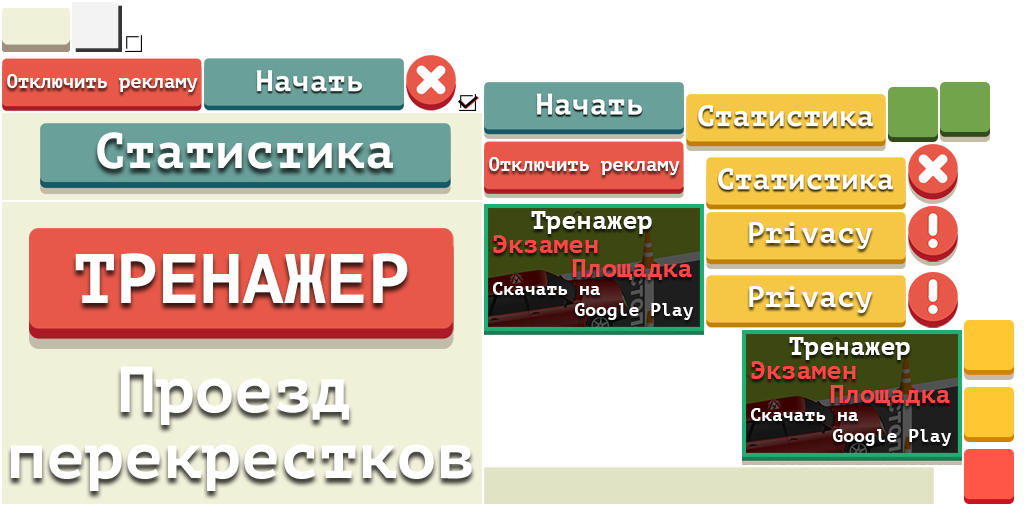 Отключить рекламу
Начать
Статистика
ТРЕНАЖЕР
Проезд
перекрестков
Начать
Статистика
Отключить рекламу
Статистика
Privacy
Privacy
Тренажер
Экзамен
Площадка
Скачать на
Google Play
Тренажер
Экзамен
Площадка
Скачать на
Google Play